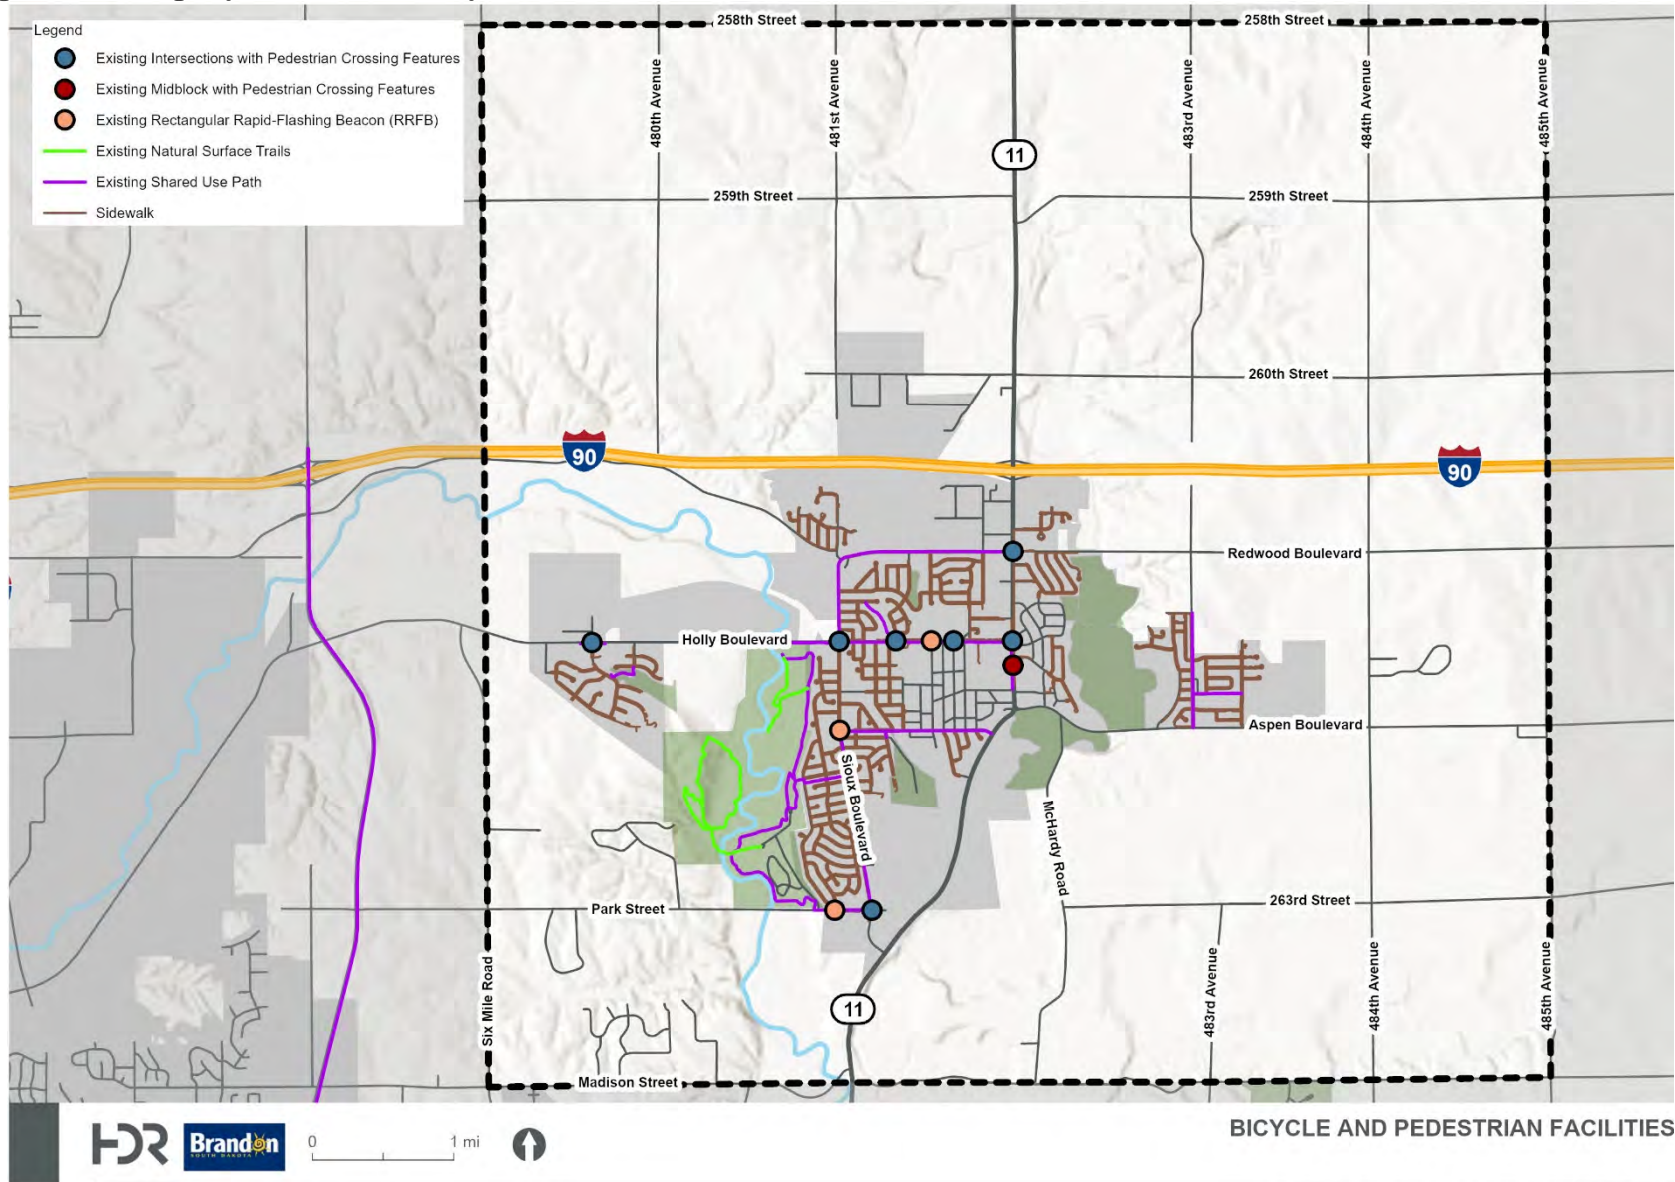 Legend
Existing Intersections with Pedestrian Crossing Features
Existing Midblock with Pedestrian Crossing Features
Existing Rectangular Rapid-Flashing Beacon (RRFB)
Existing Natural Surface Trails
Existing Shared Use Path
Sidewalk
258th Street
258th Street
480th Avenue
481st Avenue
11
483rd Avenue
484th Avenue
485th Avenue
259th Street
259th Street
260th Street
90
90
Redwood Boulevard
Holly Boulevard
Aspen Boulevard
Sioux Boulevard
McHardy Road
Park Street
263rd Street
Six Mile Road
11
483rd Avenue
484th Avenue
485th Avenue
Madison Street
HDR
Brandon
SOUTH DAKOTA
0 1 mi
BICYCLE AND PEDESTRIAN FACILITIES